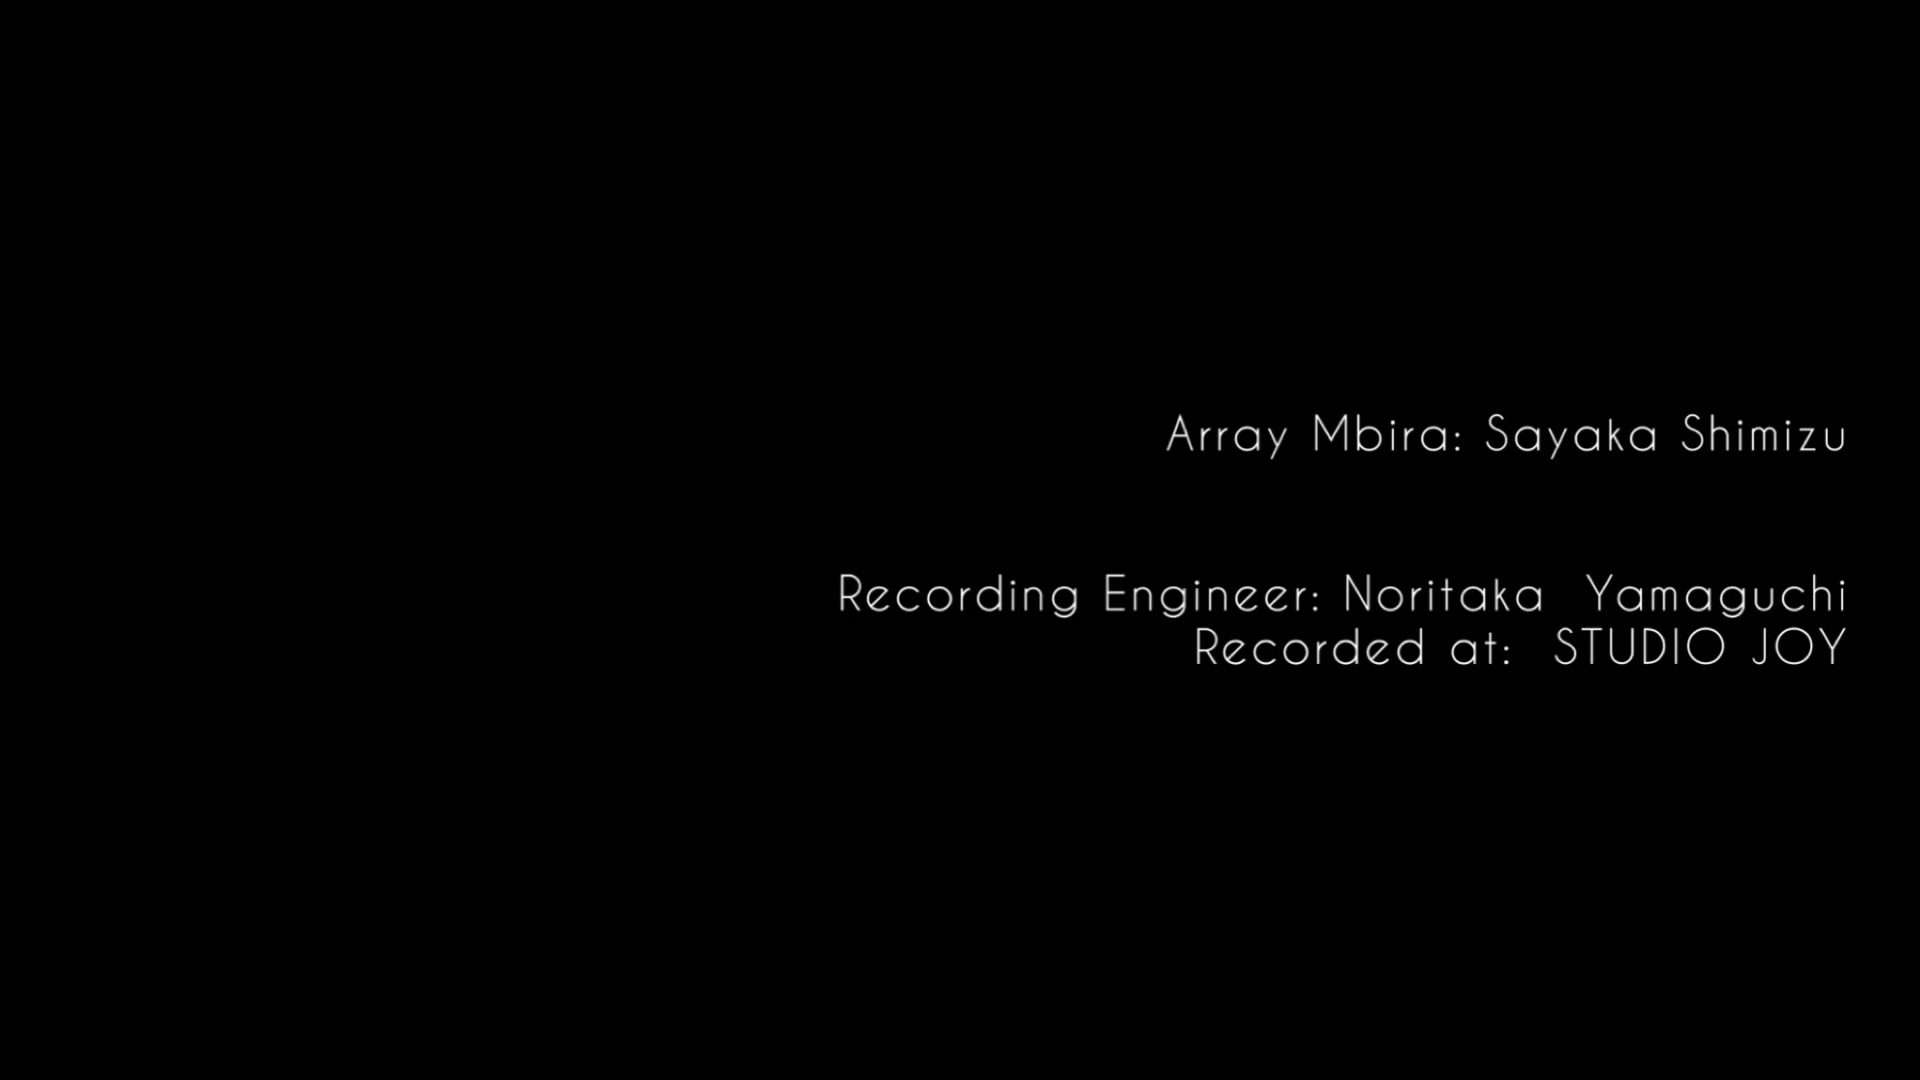 Array Mbira: Sayaka Shimizu
Recording Engineer: Noritaka  Yamaguchi
Recorded at:  STUDIO JOY